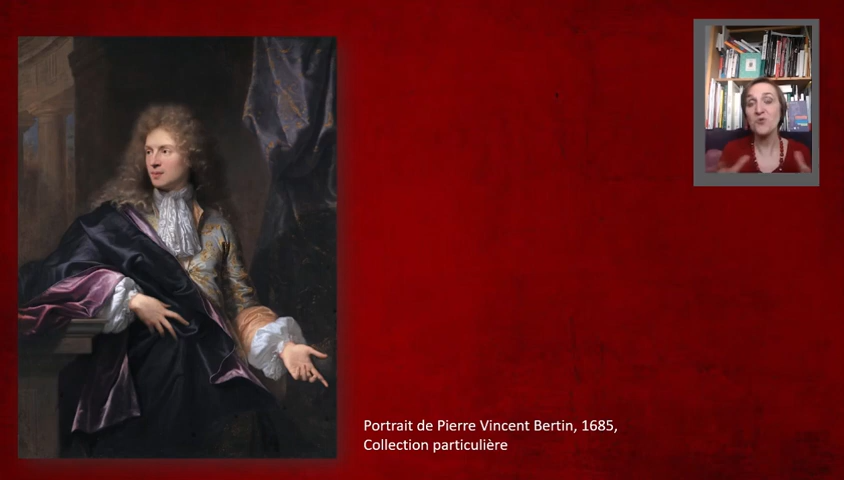 Portrait de Pierre Vincent Bertin, 1685,
Collection particulière